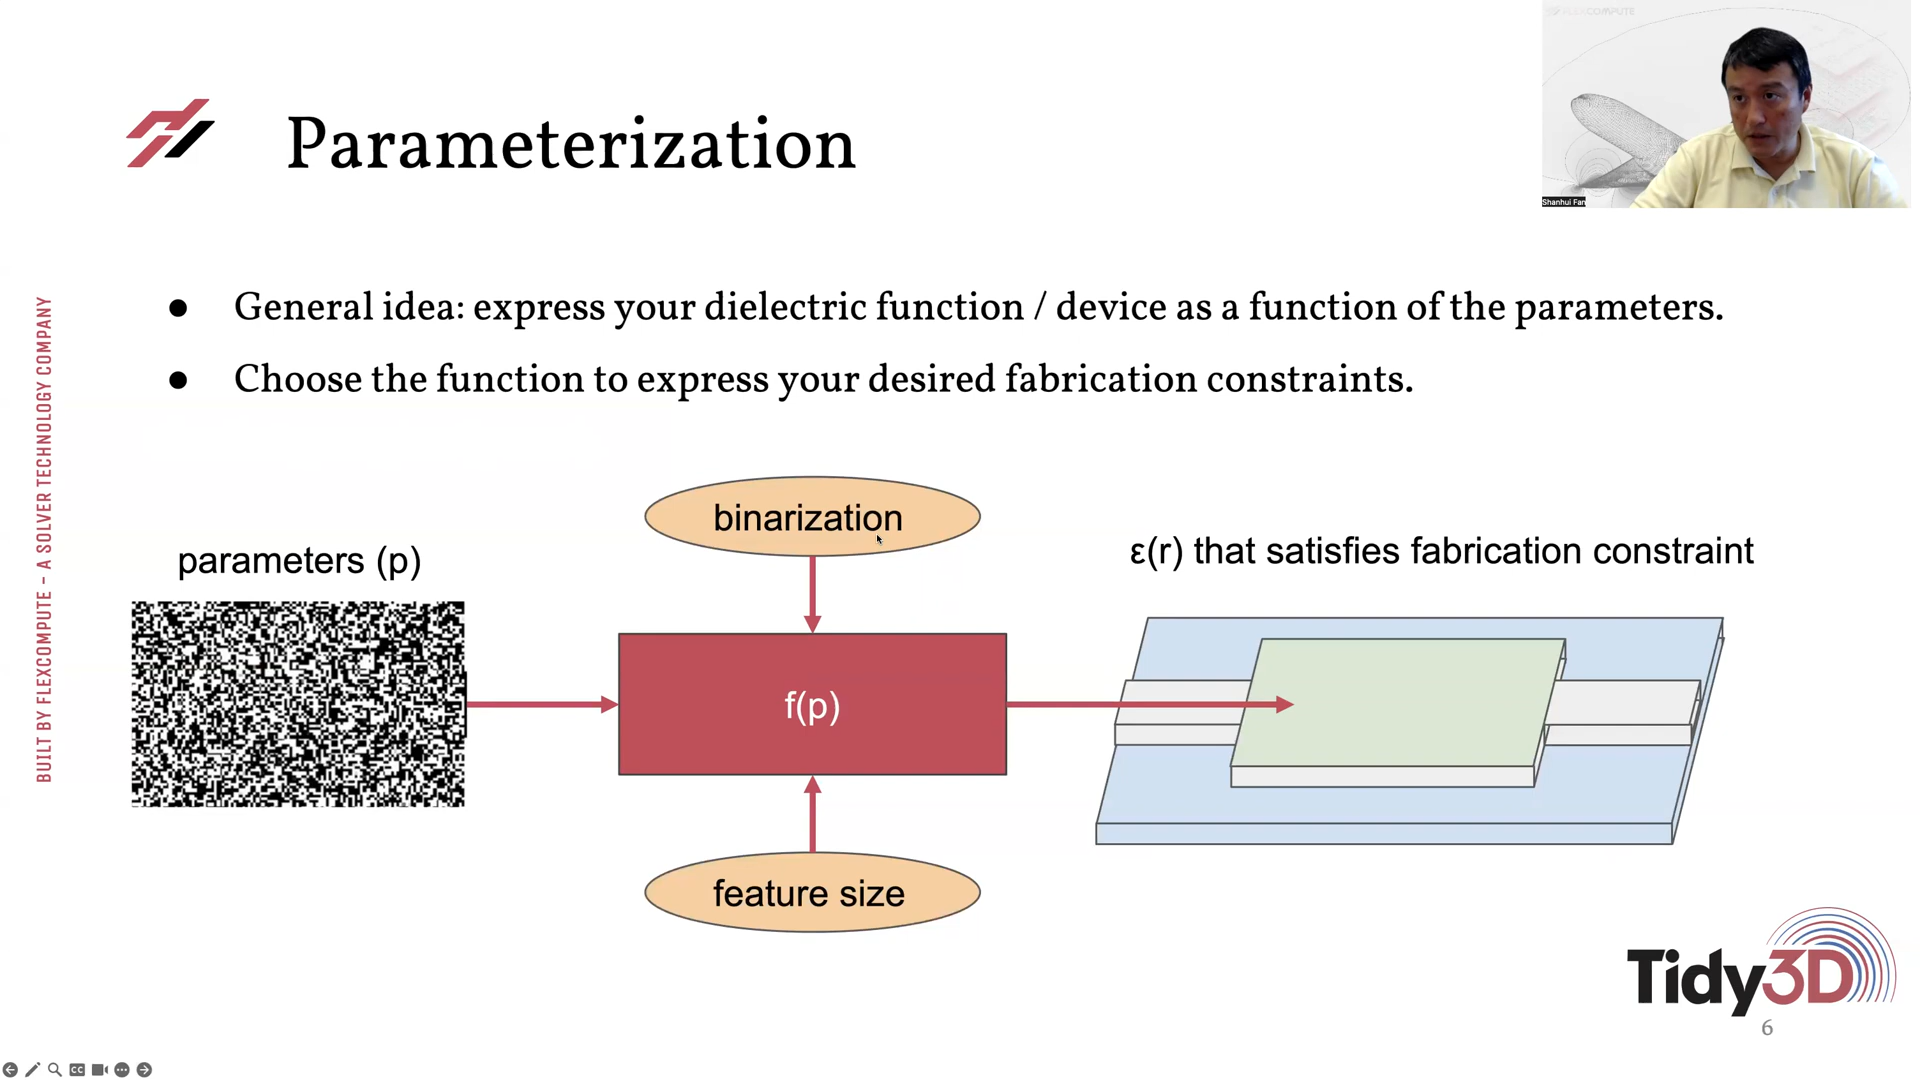 FLEXCOMPUTE
Shanhui Fan
Parameterization
BUILT BY FLEXCOMPUTE - A SOLVER TECHNOLOGY COMPANY
● General idea: express your dielectric function / device as a function of the parameters.
● Choose the function to express your desired fabrication constraints.
binarization
parameters (p)
ε(r) that satisfies fabrication constraint
f(p)
feature size
Tidy3D
6
CC